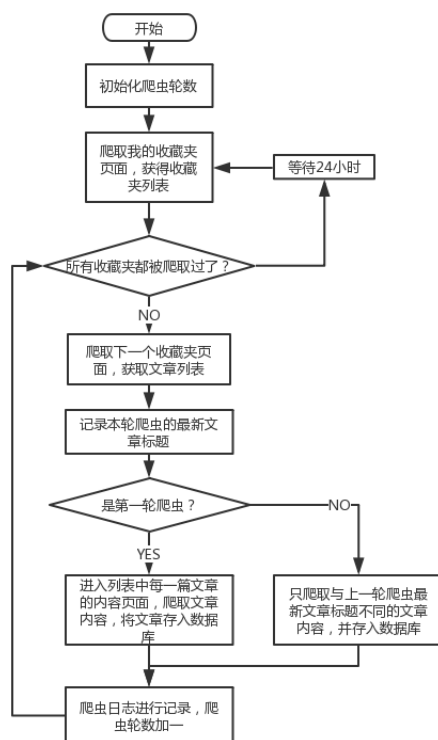 开始
初始化爬虫轮数
爬取我的收藏夹
页面，获得收藏
夹列表
等待24小时
所有收藏夹都被爬取过了？
NO
爬取下一个收藏夹页
面，获取文章列表
记录本轮爬虫的最新文
章标题
是第一轮爬虫？
NO
YES
进入列表中每一篇文章
的内容页面，爬取文章
内容，将文章存入数据
库
只爬取与上一轮爬虫最
新文章标题不同的文章
内容，并存入数据库
爬虫日志进行记录，爬
虫轮数加一